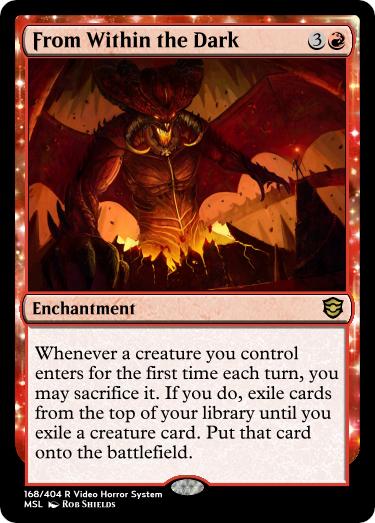 From Within the Dark 3
Enchantment
Whenever a creature you control
enters for the first time each turn, you
may sacrifice it. If you do, exile cards
from the top of your library until you
exile a creature card. Put that card
onto the battlefield.
168/404 R Video Horror System
MSL Rob Shields